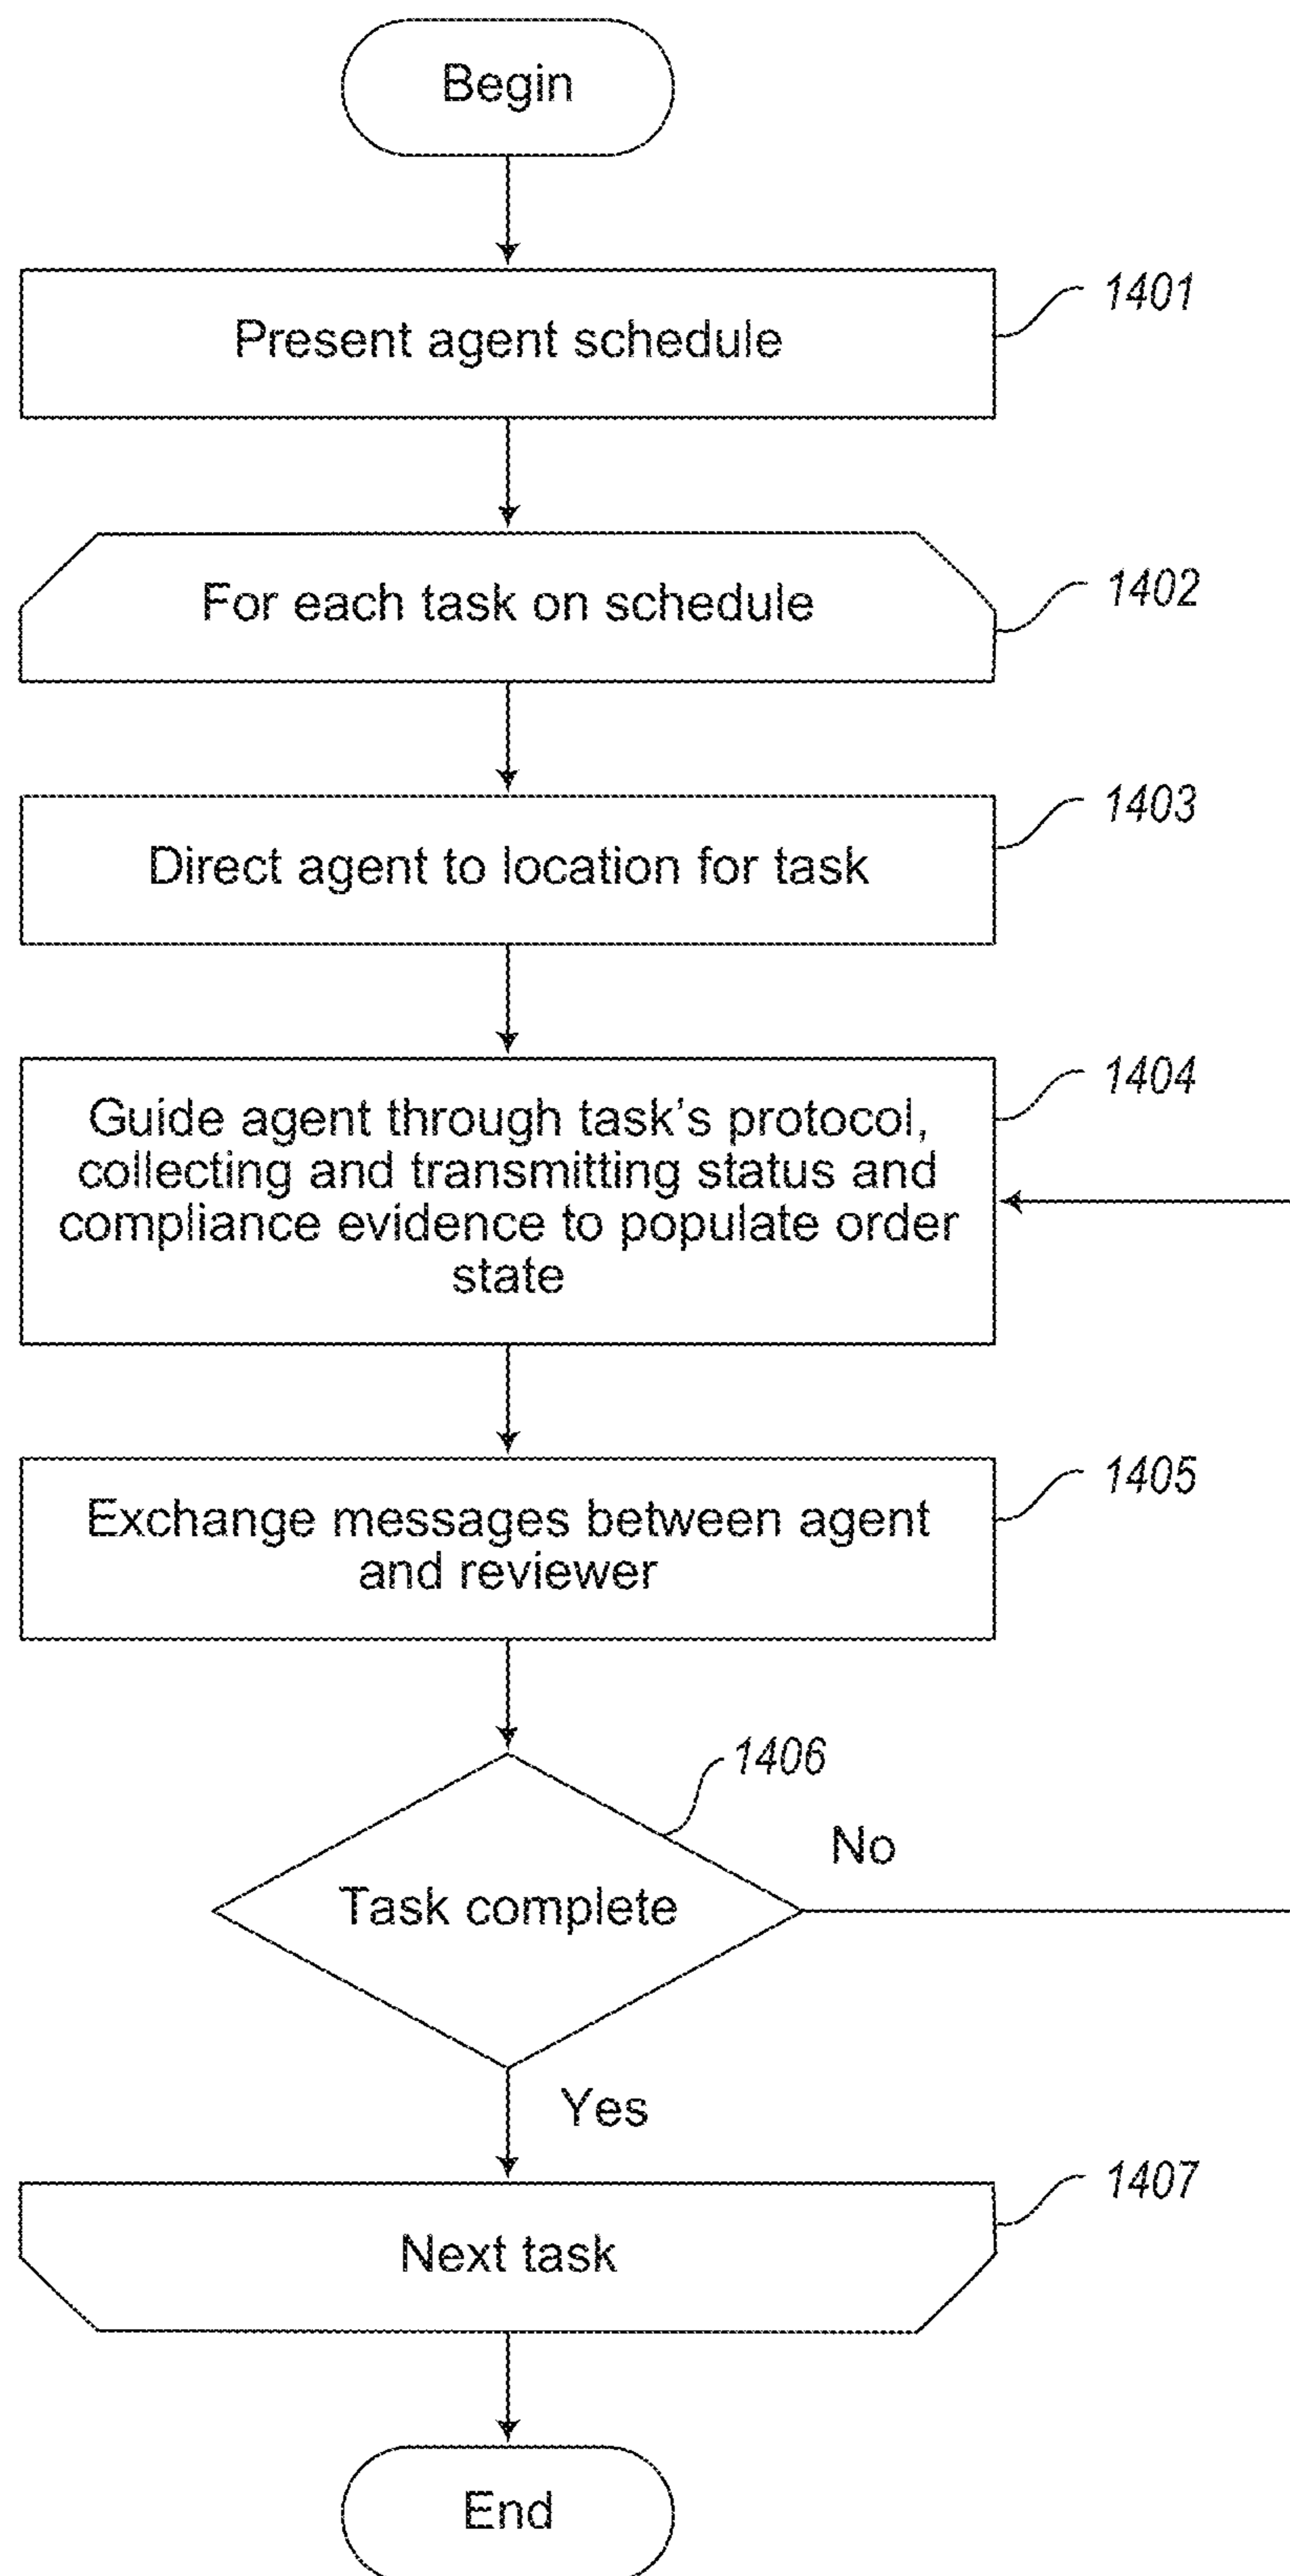 Begin
Present agent schedule
1401
For each task on schedule
1402
Direct agent to location for task
1403
Guide agent through task's protocol,
collecting and transmitting status and
compliance evidence to populate order
state
1404
Exchange messages between agent
and reviewer
1405
Task complete
1406
No
Yes
Next task
1407
End